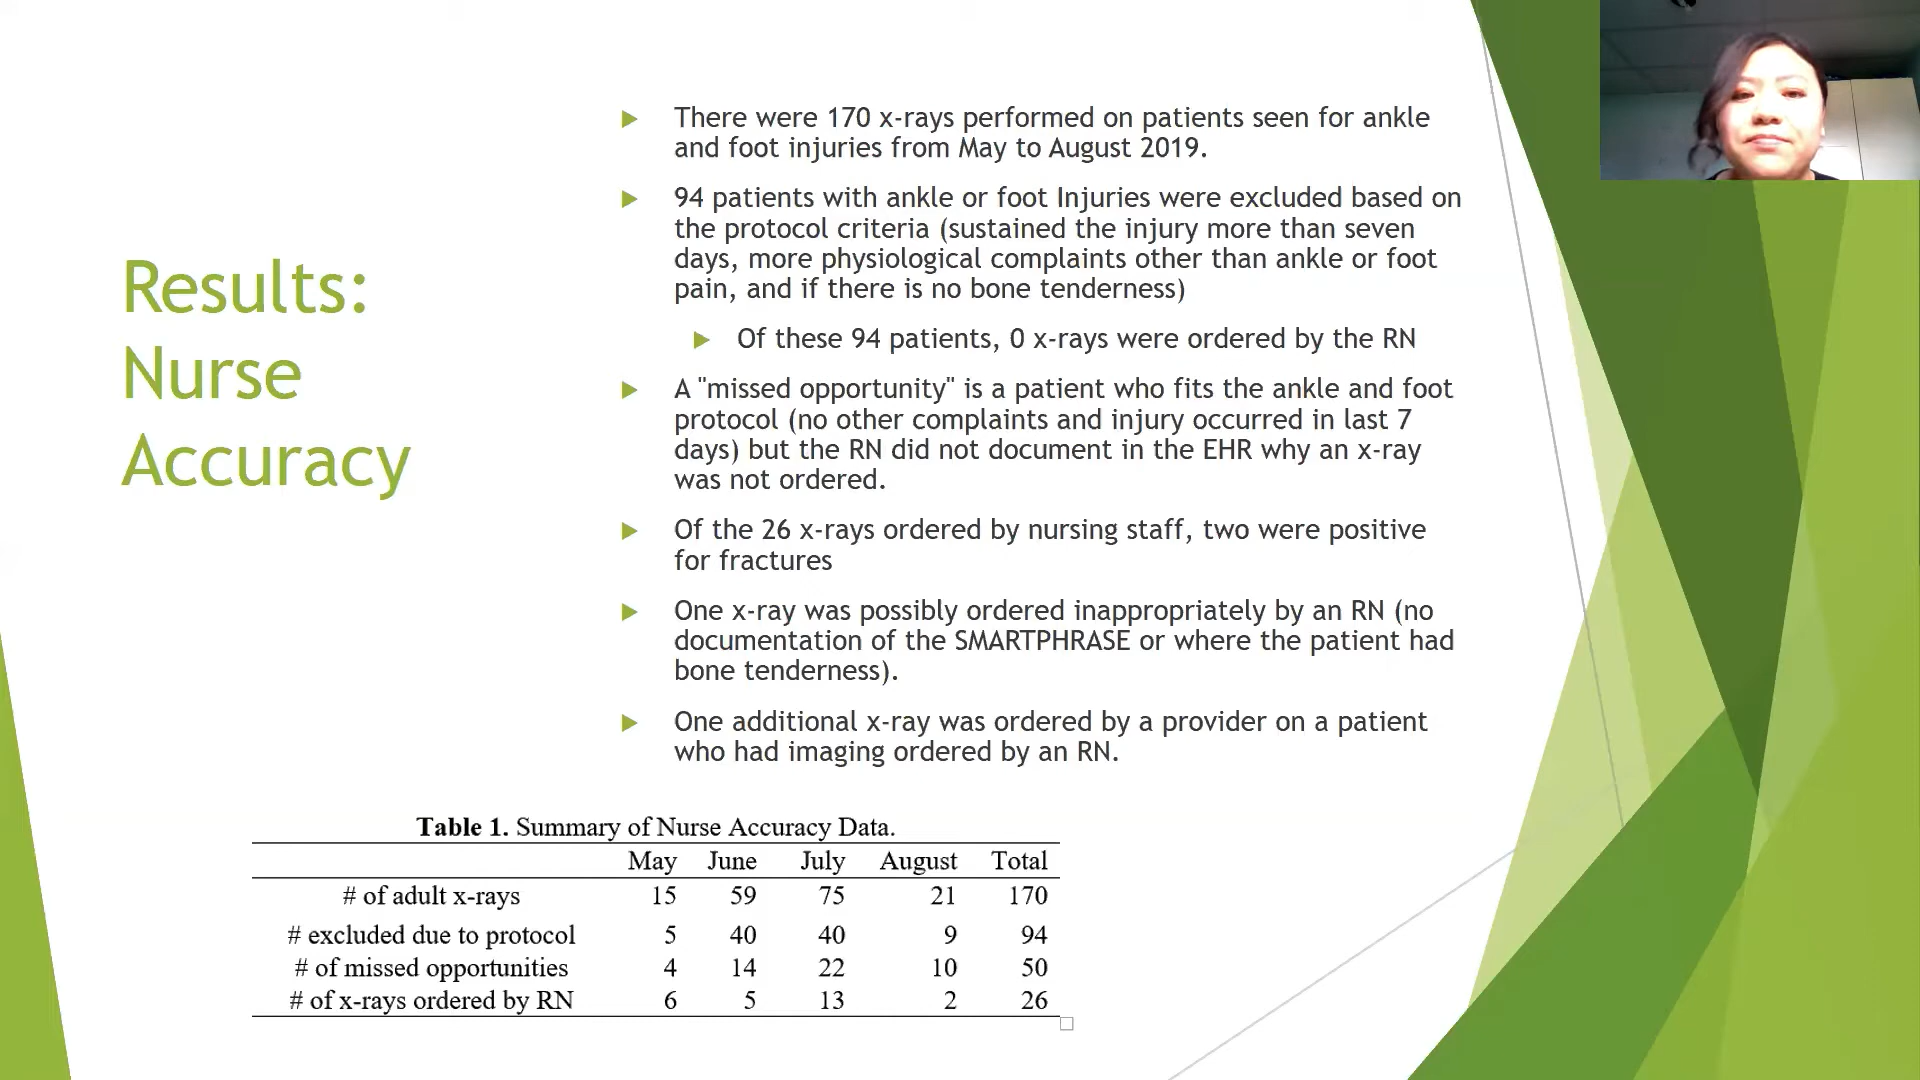 Results:
Nurse
Accuracy
There were 170 x-rays performed on patients seen for ankle
and foot injuries from May to August 2019.
94 patients with ankle or foot Injuries were excluded based on
the protocol criteria (sustained the injury more than seven
days, more physiological complaints other than ankle or foot
pain, and if there is no bone tenderness)
Of these 94 patients, 0 x-rays were ordered by the RN
A "missed opportunity" is a patient who fits the ankle and foot
protocol (no other complaints and injury occurred in last 7
days) but the RN did not document in the EHR why an x-ray
was not ordered.
Of the 26 x-rays ordered by nursing staff, two were positive
for fractures
One x-ray was possibly ordered inappropriately by an RN (no
documentation of the SMARTPHRASE or where the patient had
bone tenderness).
One additional x-ray was ordered by a provider on a patient
who had imaging ordered by an RN.
Table 1. Summary of Nurse Accuracy Data.
May June July August Total
# of adult x-rays 15 59 75 21 170
# excluded due to protocol 5 40 40 9 94
# of missed opportunities 4 14 22 10 50
# of x-rays ordered by RN 6 5 13 2 26